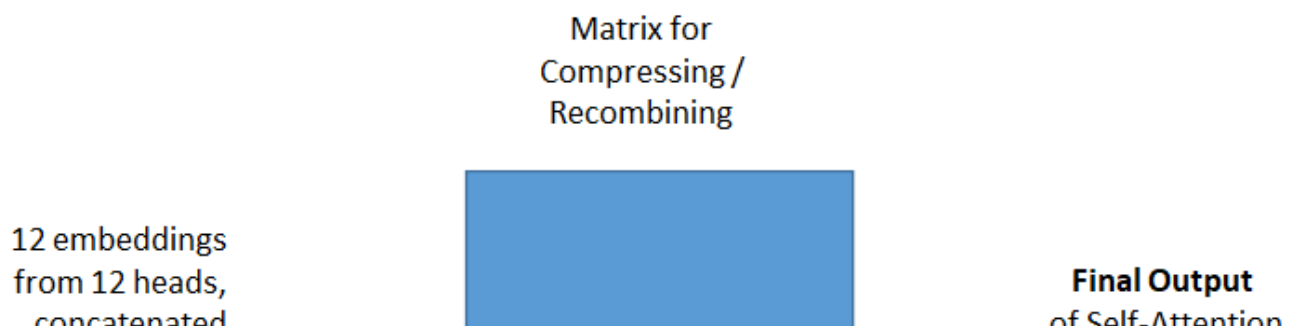 Matrix for
Compressing /
Recombining
12 embeddings
from 12 heads,
concatenated
Final Output
of Self-Attention